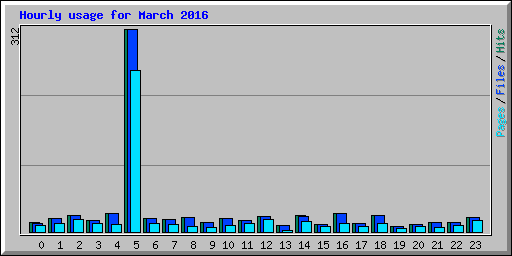 Hourly usage for March 2016
312
Pages/Files/Hits
0 1 2 3 4 5 6 7 8 9 10 11 12 13 14 15 16 17 18 19 20 21 22 23